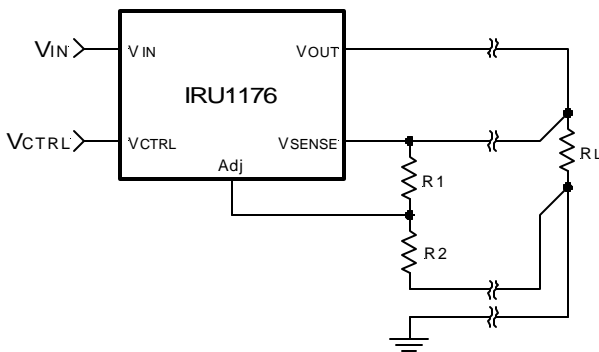 VIN
VIN
VOUT
IRU1176
VCTRL
VCTRL
VSENSE
Adj
R1
R2
RL